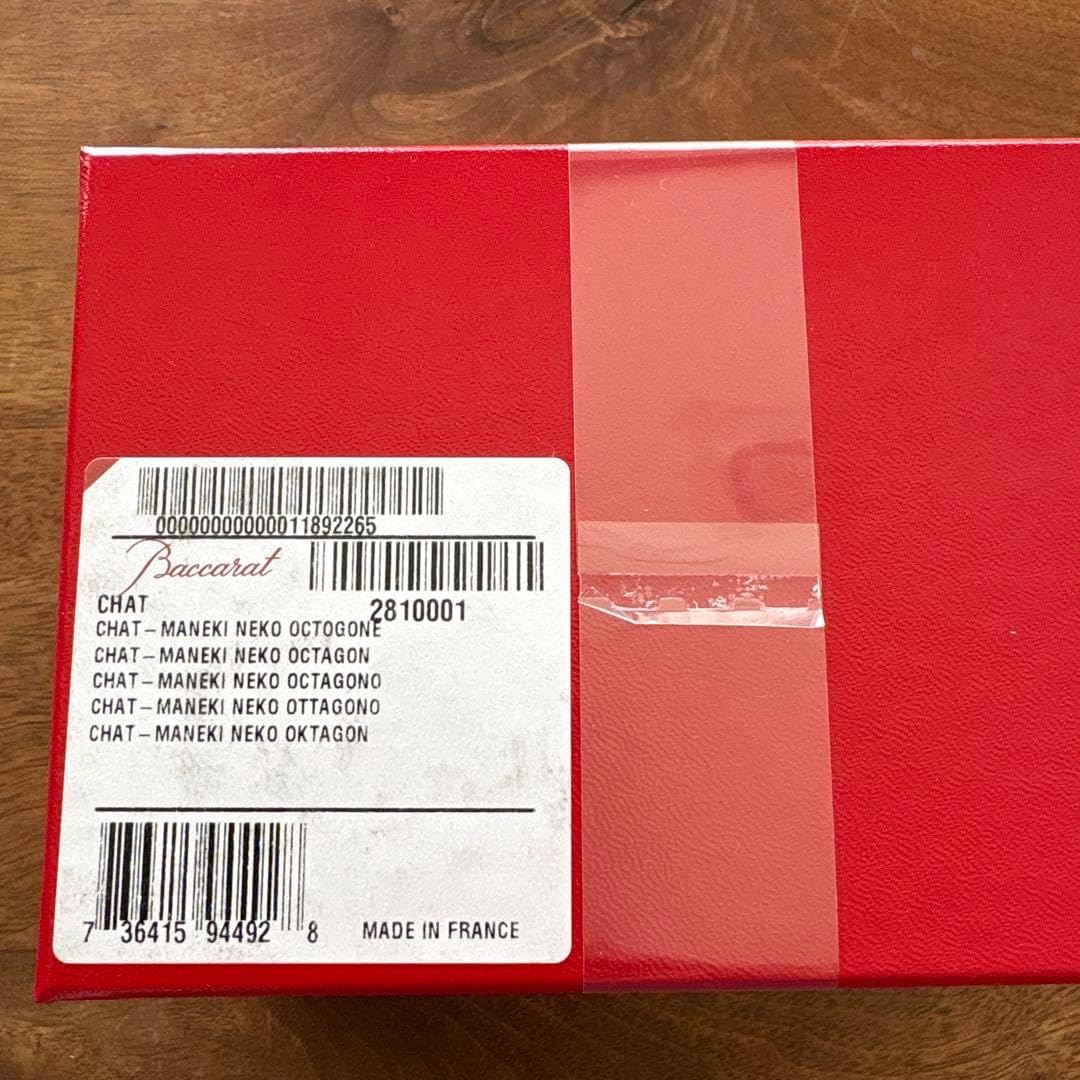 00000000000011892265
Baccarat
CHAT
2810001
CHAT – MANEKI NEKO OCTOGONE
CHAT – MANEKI NEKO OCTAGON
CHAT – MANEKI NEKO OCTAGONO
CHAT – MANEKI NEKO OTTAGONO
CHAT – MANEKI NEKO OKTAGON
7 36415 94492 8
MADE IN FRANCE